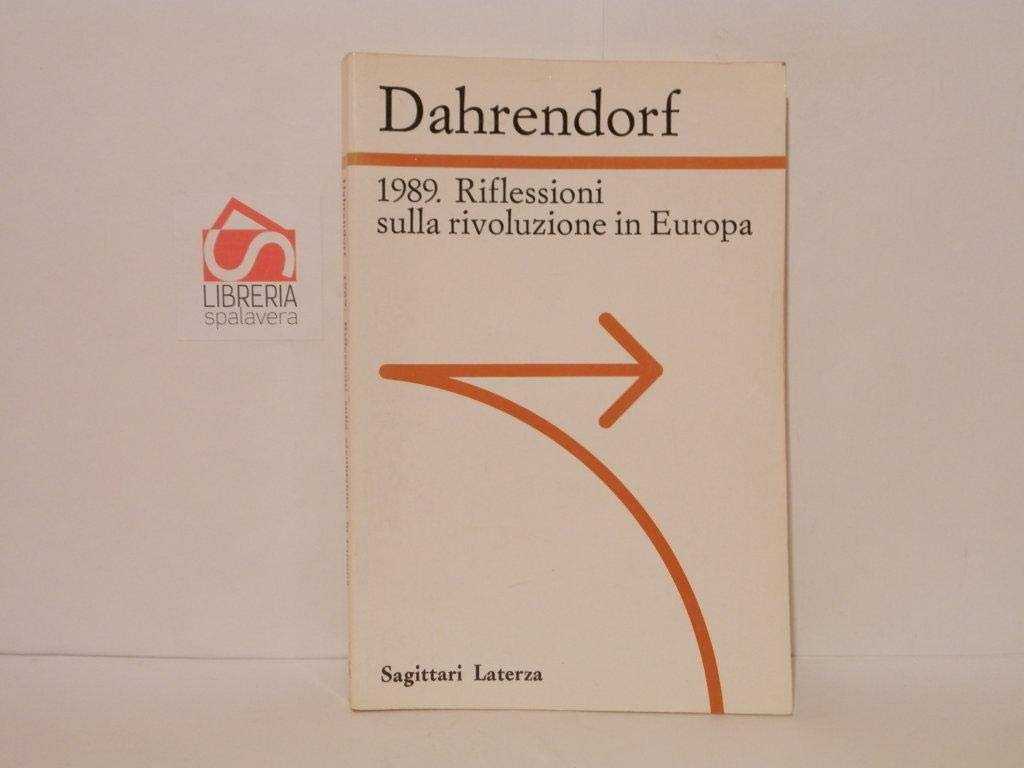 Dahrendorf
1989. Riflessioni
sulla rivoluzione in Europa
LIBRERIA
spalavera
Sagittari Laterza